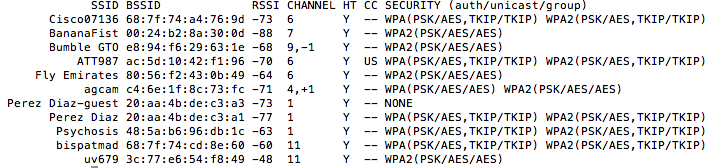 SSID BSSID RSSI CHANNEL HT CC SECURITY (auth/unicast/group)
Cisco07136 68:7f:74:a4:76:9d -73 6 Y -- WPA(PSK/AES,TKIP/TKIP) WPA2(PSK/AES,TKIP/TKIP)
BananaFist 00:24:b2:8a:30:0d -88 7 Y -- WPA2(PSK/AES/AES)
Bumble GTO e8:94:f6:29:63:1e -68 9,-1 Y -- WPA2(PSK/AES/AES)
ATT987 ac:5d:10:42:f1:96 -70 6 Y US WPA(PSK/AES,TKIP/TKIP) WPA2(PSK/AES,TKIP/TKIP)
Fly Emirates 80:56:f2:43:0b:49 -64 6 Y -- WPA2(PSK/AES/AES)
agcam c4:6e:1f:8c:73:fc -71 4,+1 Y -- WPA(PSK/AES/AES) WPA2(PSK/AES/AES)
Perez Diaz-guest 20:aa:4b:de:c3:a3 -73 1 Y -- NONE
Perez Diaz 20:aa:4b:de:c3:a1 -77 1 Y -- WPA(PSK/AES,TKIP/TKIP) WPA2(PSK/AES,TKIP/TKIP)
Psychosis 48:5a:b6:96:db:1c -63 1 Y -- WPA(PSK/AES,TKIP/TKIP) WPA2(PSK/AES,TKIP/TKIP)
bispatmad 68:7f:74:cd:8e:60 -60 11 Y -- WPA(PSK/AES,TKIP/TKIP) WPA2(PSK/AES,TKIP/TKIP)
uv679 3c:77:e6:54:f8:49 -48 11 Y -- WPA2(PSK/AES/AES)